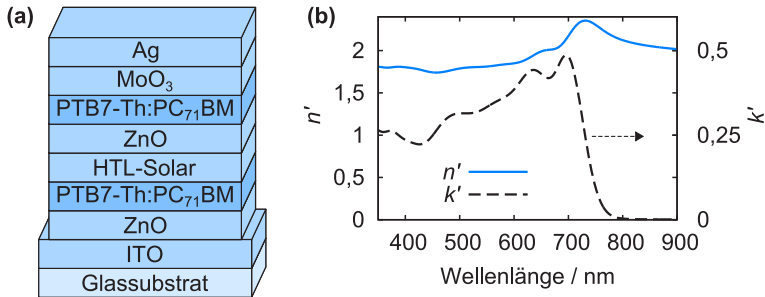 (a)
Ag
MoO₃
PTB7-Th:PC₇₁BM
ZnO
HTL-Solar
PTB7-Th:PC₇₁BM
ZnO
ITO
Glassubstrat
(b)
n'
2
1,5
1
0,5
0
n'
k'
400 500 600 700 800 900
Wellenlänge / nm
0,5
0,25
0
k'